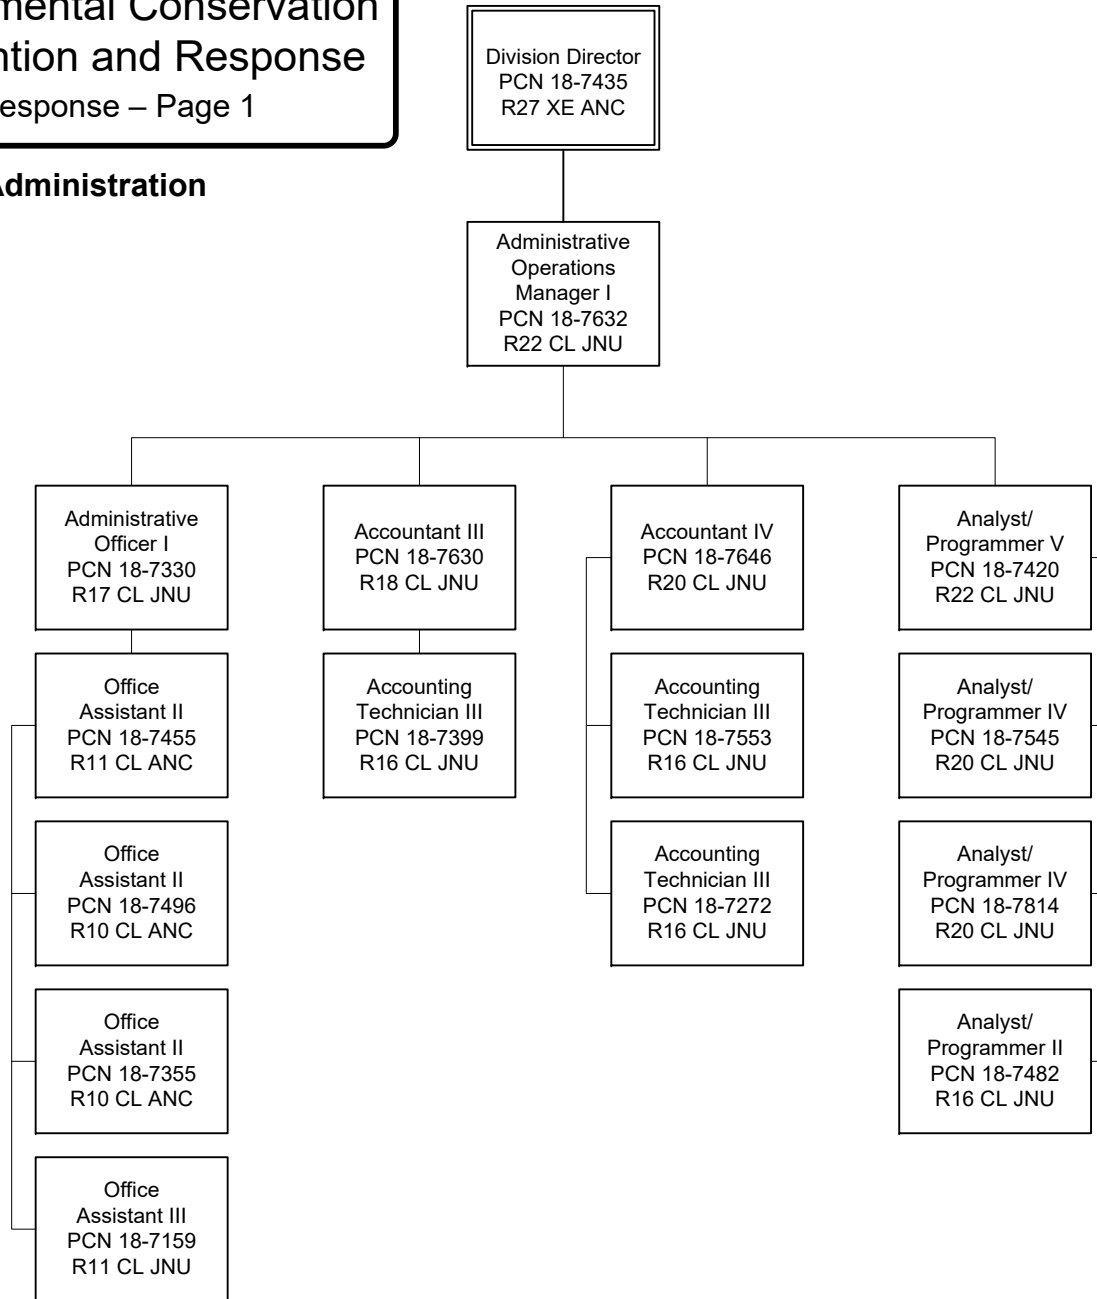 Conservation
and Response
– Page 1
Administration
Division Director
PCN 18-7435
R27 XE ANC
Administrative
Operations
Manager I
PCN 18-7632
R22 CL JNU
Administrative
Officer I
PCN 18-7330
R17 CL JNU
Accountant III
PCN 18-7630
R18 CL JNU
Accountant IV
PCN 18-7646
R20 CL JNU
Analyst/
Programmer V
PCN 18-7420
R22 CL JNU
Office
Assistant II
PCN 18-7455
R11 CL ANC
Accounting
Technician III
PCN 18-7399
R16 CL JNU
Accounting
Technician III
PCN 18-7553
R16 CL JNU
Analyst/
Programmer IV
PCN 18-7545
R20 CL JNU
Office
Assistant II
PCN 18-7496
R10 CL ANC
Accounting
Technician III
PCN 18-7272
R16 CL JNU
Analyst/
Programmer IV
PCN 18-7814
R20 CL JNU
Office
Assistant II
PCN 18-7355
R10 CL ANC
Analyst/
Programmer II
PCN 18-7482
R16 CL JNU
Office
Assistant III
PCN 18-7159
R11 CL JNU